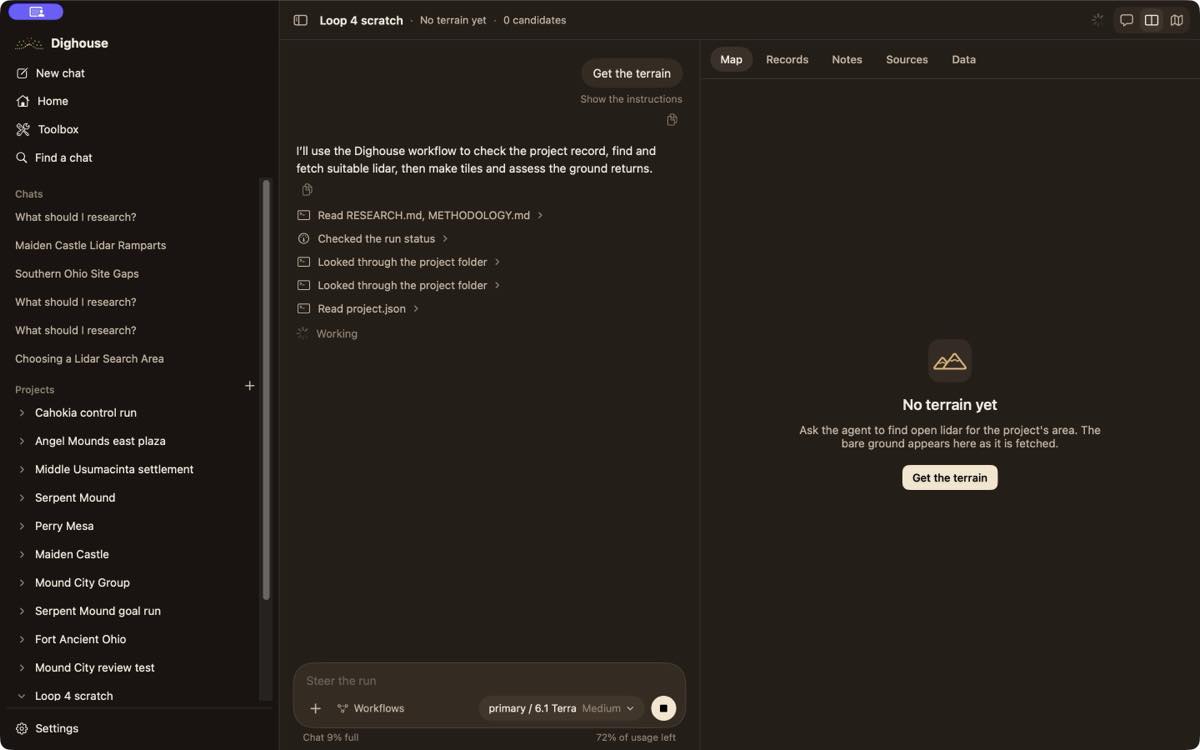 Dighouse
New chat
Home
Toolbox
Find a chat
Chats
What should I research?
Maiden Castle Lidar Ramparts
Southern Ohio Site Gaps
What should I research?
What should I research?
Choosing a Lidar Search Area
Projects
Cahokia control run
Angel Mounds east plaza
Middle Usumacinta settlement
Serpent Mound
Perry Mesa
Maiden Castle
Mound City Group
Serpent Mound goal run
Fort Ancient Ohio
Mound City review test
Loop 4 scratch
Settings
Loop 4 scratch · No terrain yet · 0 candidates
Get the terrain
Show the instructions
I'll use the Dighouse workflow to check the project record, find and
fetch suitable lidar, then make tiles and assess the ground returns.
Read RESEARCH.md, METHODOLOGY.md
Checked the run status
Looked through the project folder
Looked through the project folder
Read project.json
Working
Steer the run
Workflows
primary / 6.1 Terra Medium
Chat 9% full
72% of usage left
Map Records Notes Sources Data
No terrain yet
Ask the agent to find open lidar for the project's area. The
bare ground appears here as it is fetched.
Get the terrain